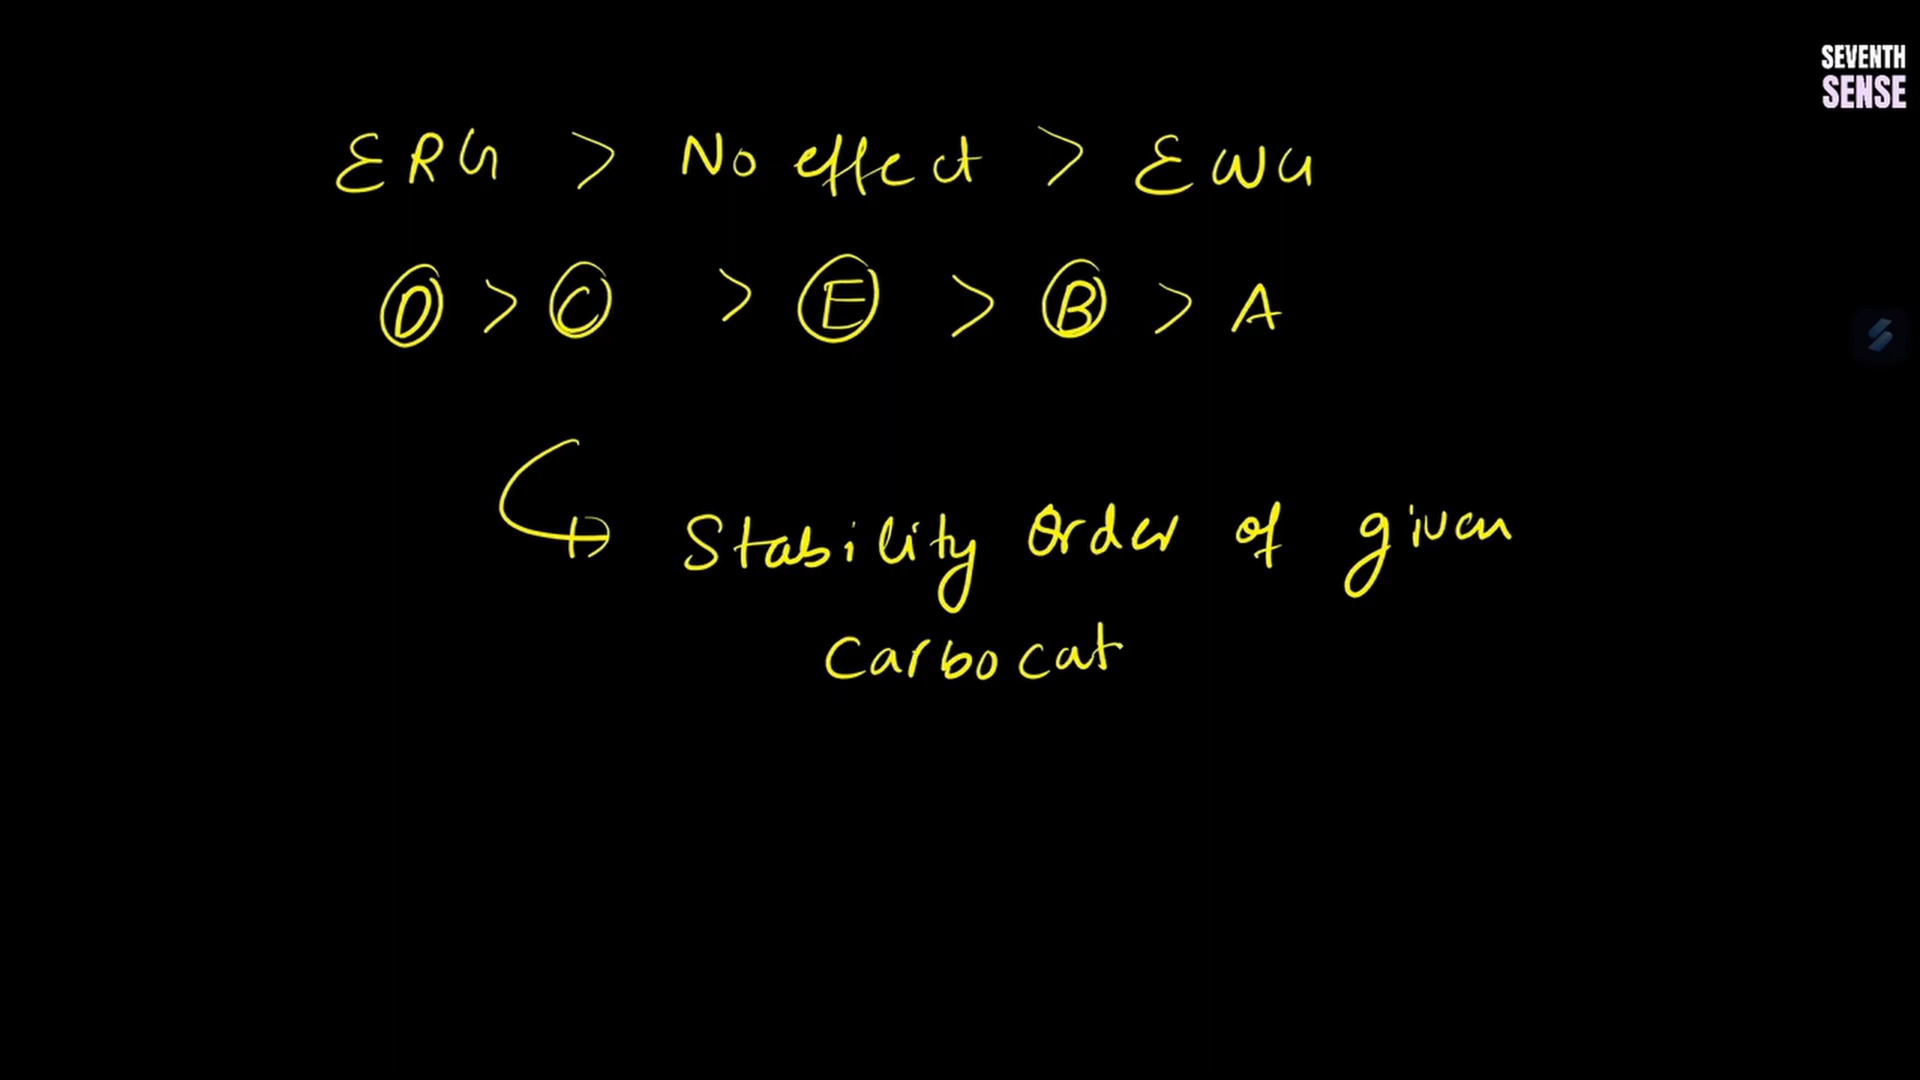 SEVENTH
SENSE
ERG > No effect > EWG
D > C > E > B > A
Stability Order of given
Carbocat